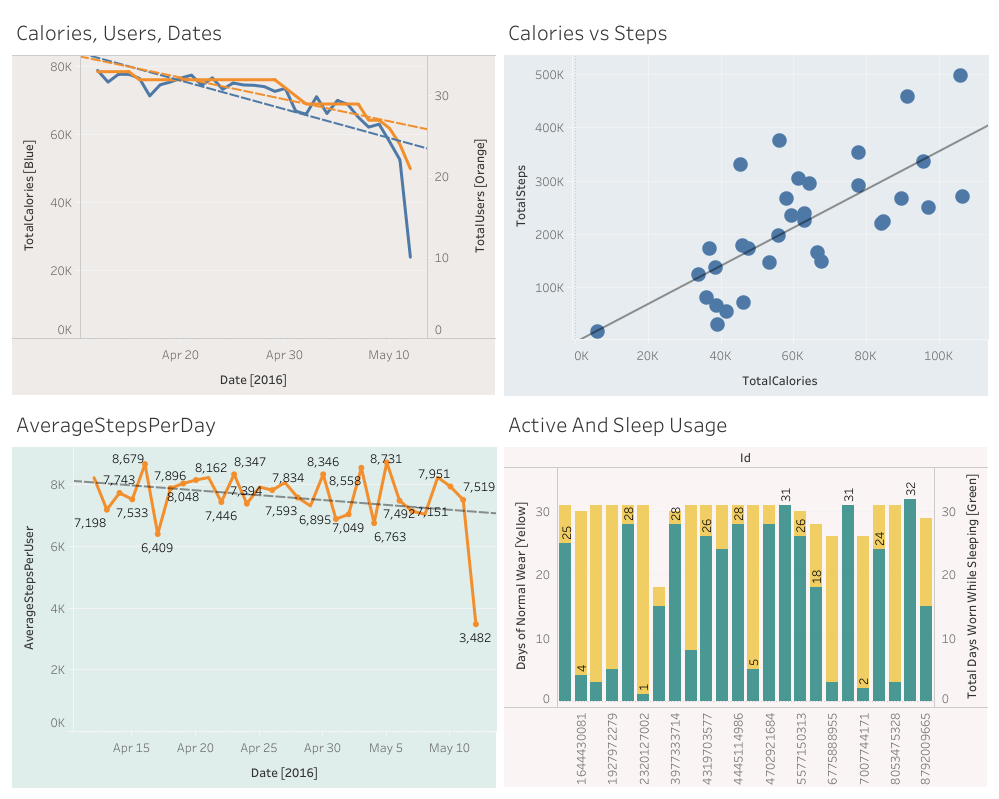 Calories, Users, Dates
80K
60K
40K
20K
0K
TotalCalories [Blue]
30
20
10
0
TotalUsers [Orange]
Apr 20
Apr 30
May 10
Date [2016]
Calories vs Steps
500K
400K
300K
200K
100K
TotalSteps
0K
20K
40K
60K
80K
100K
TotalCalories
AverageStepsPerDay
8K
6K
4K
2K
0K
AverageStepsPerUser
7,198
7,743
7,533
8,679
6,409
7,896
8,048
8,162
7,446
8,347
7,394
7,834
7,593
6,895
8,346
7,049
8,558
6,763
8,731
7,492
7,151
7,951
7,519
3,482
Apr 15
Apr 20
Apr 25
Apr 30
May 5
May 10
Date [2016]
Active And Sleep Usage
Id
30
20
10
0
Days of Normal Wear [Yellow]
25
4
28
1
28
26
28
5
31
26
18
31
2
24
32
30
20
10
0
Total Days Worn While Sleeping [Green]
1644430081
1927972279
2320127002
3977333714
4319703577
4445114986
4702921684
5577150313
6775888955
7007744171
8053475328
8792009665